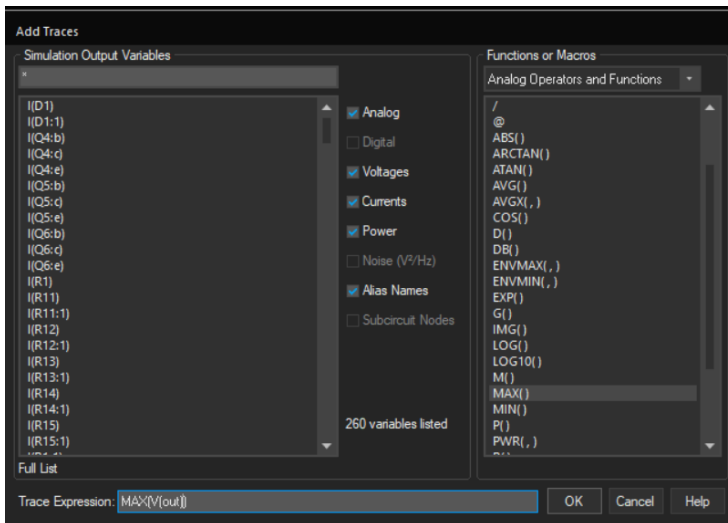 Add Traces
Simulation Output Variables
*
I(D1)
I(D1:1)
I(Q4:b)
I(Q4:c)
I(Q4:e)
I(Q5:b)
I(Q5:c)
I(Q5:e)
I(Q6:b)
I(Q6:c)
I(Q6:e)
I(R1)
I(R11)
I(R11:1)
I(R12)
I(R12:1)
I(R13)
I(R13:1)
I(R14)
I(R14:1)
I(R15)
I(R15:1)
Full List
Analog
Digital
Voltages
Currents
Power
Noise (V²/Hz)
Alias Names
Subcircuit Nodes
260 variables listed
Functions or Macros
Analog Operators and Functions
/
@
ABS()
ARCTAN()
ATAN()
AVG()
AVGX(,)
COS()
D()
DB()
ENVMAX(,)
ENVMIN(,)
EXP()
G()
IMG()
LOG()
LOG10()
M()
MAX()
MIN()
P()
PWR(,)
Trace Expression: MAX(V(out))
OK Cancel Help